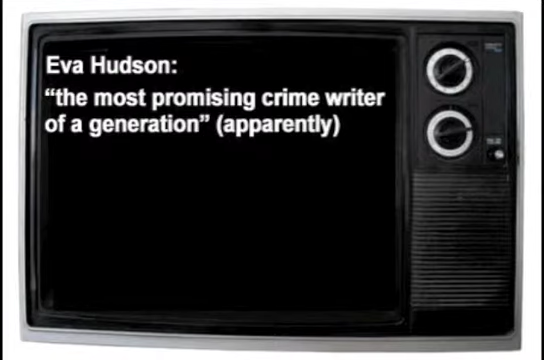 Eva Hudson:
“the most promising crime writer
of a generation” (apparently)